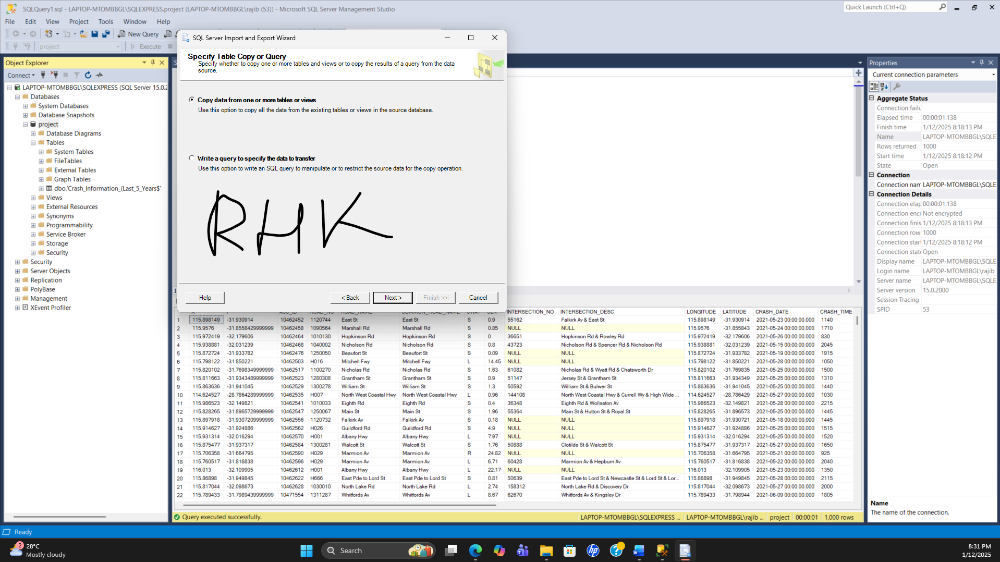 SQLQuery1.sql - LAPTOP-MTOMBBGL\SQLEXPRESS.project (LAPTOP-MTOMBBGL\rajib (53)) - Microsoft SQL Server Management Studio
Quick Launch (Ctrl+Q)
File Edit View Project Tools Window Help
New Query
project Execute
Object Explorer
Connect
LAPTOP-MTOMBBGL\SQLEXPRESS (SQL Server 15.0.2
Databases
System Databases
Database Snapshots
project
Database Diagrams
Tables
System Tables
FileTables
External Tables
Graph Tables
dbo.'Crash_Information_(Last_5_Years$'
Views
External Resources
Synonyms
Programmability
Service Broker
Storage
Security
Security
Server Objects
Replication
PolyBase
Management
XEvent Profiler
SQL Server Import and Export Wizard
Specify Table Copy or Query
Specify whether to copy one or more tables and views or to copy the results of a query from the data
source.
Copy data from one or more tables or views
Use this option to copy all the data from the existing tables or views in the source database.
Write a query to specify the data to transfer
Use this option to write an SQL query to manipulate or to restrict the source data for the copy operation.
RHK
Help < Back Next > Finish >>| Cancel
INTERSECTION_NO INTERSECTION_DESC LONGITUDE LATITUDE CRASH_DATE CRASH_TIME
1 115.898149 -31.930914 10462452 1120744 East St East St S 0.9 55162 Falkirk Av & East St 115.898149 -31.930914 2021-05-23 00:00:00.000 1140
2 115.9576 -31.8558429999999 10462458 1090564 Marshall Rd Marshall Rd S 0.85 NULL NULL 115.9576 -31.855843 2021-05-24 00:00:00.000 1710
3 115.972419 -32.179606 10462464 1010130 Hopkinson Rd Hopkinson Rd S 0 36651 Hopkinson Rd & Rowley Rd 115.972419 -32.179606 2021-05-26 00:00:00.000 830
4 115.938881 -32.031239 10462468 1040002 Nicholson Rd Nicholson Rd S 0.8 43723 Nicholson Rd & Spencer Rd & Nicholson Rd 115.938881 -32.031239 2021-05-15 00:00:00.000 2045
5 115.872724 -31.933782 10462476 1250050 Beaufort St Beaufort St S 0.09 NULL NULL 115.872724 -31.933782 2021-05-19 00:00:00.000 1915
6 115.798122 -31.850221 10462503 H016 Mitchell Fwy Mitchell Fwy L 14.45 NULL NULL 115.798122 -31.850221 2021-05-28 00:00:00.000 1050
7 115.820102 -31.7698349999999 10462517 1100270 Nicholas Rd Nicholas Rd S 1.63 61082 Nicholas Rd & Wyatt Rd & Chatsworth Dr 115.820102 -31.769835 2021-05-25 00:00:00.000 1500
8 115.811663 -31.9343489999999 10462523 1280308 Grantham St Grantham St S 0.9 51147 Jersey St & Grantham St 115.811663 -31.934349 2021-05-25 00:00:00.000 1310
9 115.863636 -31.941045 10462529 1300278 William St William St S 1.3 50592 William St & Bulwer St 115.863636 -31.941045 2021-05-25 00:00:00.000 1440
10 114.624527 -28.7864289999999 10462535 H007 North West Coastal Hwy North West Coastal Hwy L 0.96 144108 North West Coastal Hwy & Currell Wy & High Wide ... 114.624527 -28.786429 2021-05-27 00:00:00.000 1030
11 115.986523 -32.149821 10462541 1010033 Eighth Rd Eighth Rd S 0.4 36348 Eighth Rd & Wollaston Av 115.986523 -32.149821 2021-05-28 00:00:00.000 2215
12 115.828265 -31.8965729999999 10462547 1250067 Main St Main St S 1.96 55364 Main St & Hutton St & Royal St 115.828265 -31.896573 2021-05-25 00:00:00.000 1445
13 115.897918 -31.9307209999999 10462556 1120732 Falkirk Av Falkirk Av S 0.18 NULL NULL 115.897918 -31.930721 2021-05-18 00:00:00.000 1445
14 115.914627 -31.924886 10462562 H026 Guildford Rd Guildford Rd S 4.9 NULL NULL 115.914627 -31.924886 2021-05-25 00:00:00.000 1515
15 115.931314 -32.016294 10462570 H001 Albany Hwy Albany Hwy L 7.97 NULL NULL 115.931314 -32.016294 2021-05-25 00:00:00.000 1520
16 115.875477 -31.937317 10462584 1300281 Walcott St Walcott St S 1.76 50888 Clotilde St & Walcott St 115.875477 -31.937317 2021-05-27 00:00:00.000 1650
17 115.706358 -31.664795 10462590 H029 Marmion Av Marmion Av R 24.82 NULL NULL 115.706358 -31.664795 2021-05-21 00:00:00.000 925
18 115.760517 -31.816838 10462596 H029 Marmion Av Marmion Av L 6.71 60428 Marmion Av & Hepburn Av 115.760517 -31.816838 2021-05-22 00:00:00.000 2040
19 116.013 -32.109905 10462612 H001 Albany Hwy Albany Hwy L 22.17 NULL NULL 116.013 -32.109905 2021-05-23 00:00:00.000 1350
20 115.86898 -31.949845 10462622 H666 East Pde to Lord St East Pde to Lord St S 0.81 50639 East Pde to Lord St & Newcastle St & Lord St & Lor... 115.86898 -31.949845 2021-05-28 00:00:00.000 2115
21 115.817044 -32.098673 10462628 1030010 North Lake Rd North Lake Rd L 2.74 158312 North Lake Rd & Discovery Dr 115.817044 -32.098673 2021-05-27 00:00:00.000 2000
22 115.789433 -31.7989439999999 10471554 1311287 Whitfords Av Whitfords Av L 8.67 62670 Whitfords Av & Kingsley Dr 115.789433 -31.798944 2021-06-09 00:00:00.000 1805
Query executed successfully. LAPTOP-MTOMBBGL\SQLEXPRESS ... LAPTOP-MTOMBBGL\rajib ... project 00:00:01 1,000 rows
Properties
Current connection parameters
Aggregate Status
Connection failu
Elapsed time 00:00:01.138
Finish time 1/12/2025 8:18:13 PM
Name LAPTOP-MTOMBBGL\SQLE
Rows returned 1000
Start time 1/12/2025 8:18:12 PM
State Open
Connection
Connection nam LAPTOP-MTOMBBGL\SQLE
Connection Details
Connection elap 00:00:01.138
Connection encr Not encrypted
Connection finis 1/12/2025 8:18:13 PM
Connection row 1000
Connection star 1/12/2025 8:18:12 PM
Connection state Open
Display name LAPTOP-MTOMBBGL\SQLE
Login name LAPTOP-MTOMBBGL\rajib
Server name LAPTOP-MTOMBBGL\SQLE
Server version 15.0.2000
Session Tracing
SPID 53
Name
The name of the connection.
Ready
2
28°C
Mostly cloudy
Search
8:31 PM
1/12/2025